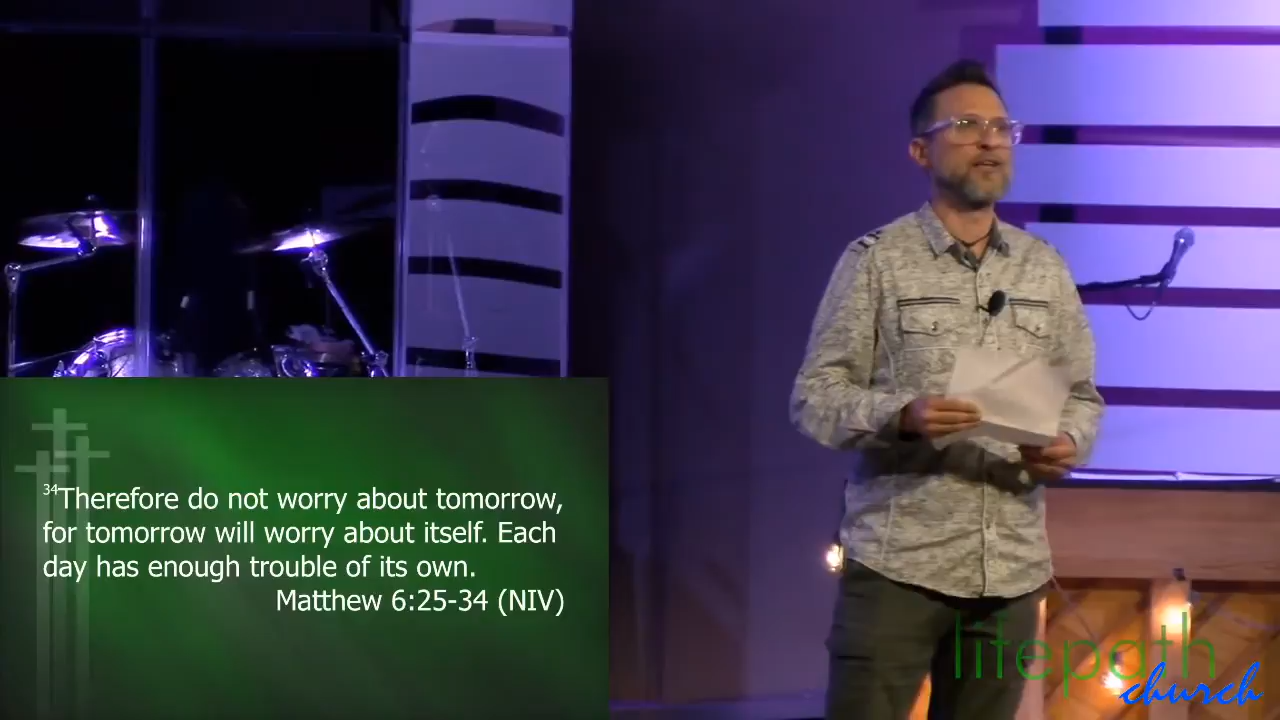 ³⁴Therefore do not worry about tomorrow,
for tomorrow will worry about itself. Each
day has enough trouble of its own.
Matthew 6:25-34 (NIV)
lifepath
church